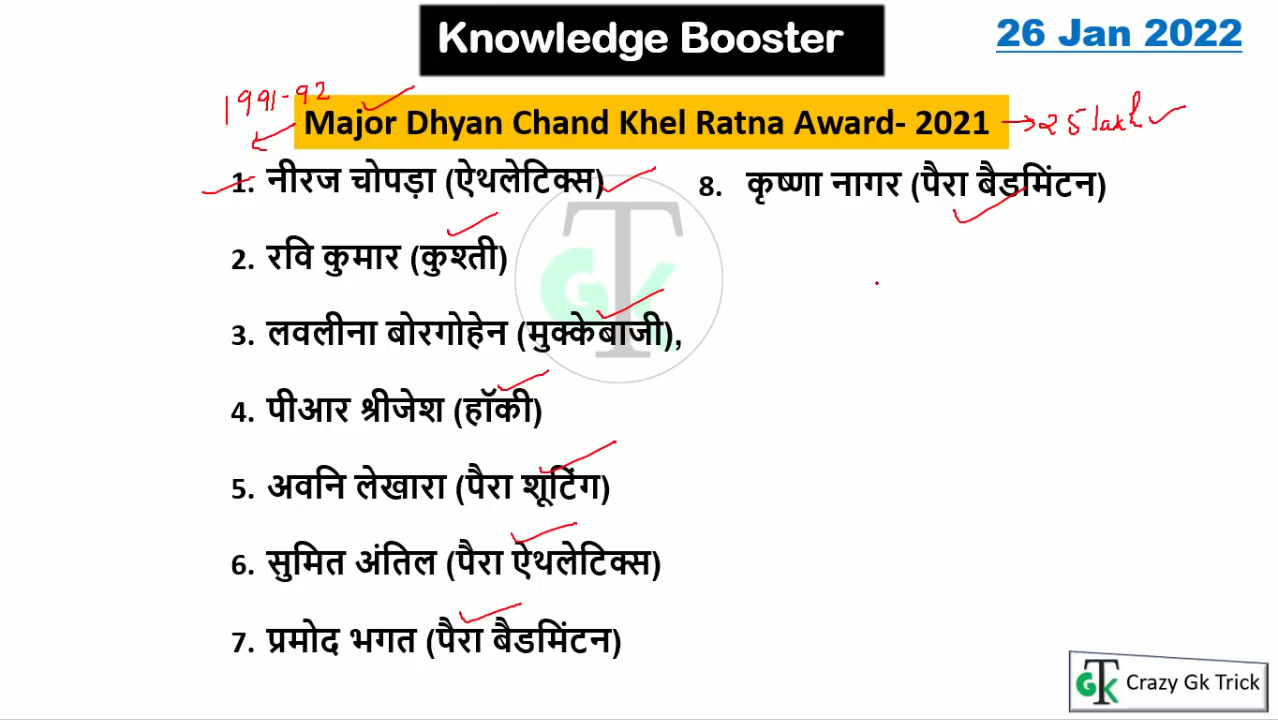 Knowledge Booster
26 Jan 2022
1991-92
Major Dhyan Chand Khel Ratna Award- 2021
25 lakh
1. नीरज चोपड़ा (ऐथलेटिक्स)
2. रवि कुमार (कुश्ती)
3. लवलीना बोरगोहेन (मुक्केबाजी),
4. पीआर श्रीजेश (हॉकी)
5. अवनि लेखारा (पैरा शूटिंग)
6. सुमित अंतिल (पैरा ऐथलेटिक्स)
7. प्रमोद भगत (पैरा बैडमिंटन)
8. कृष्णा नागर (पैरा बैडमिंटन)
GTK
GTK Crazy Gk Trick